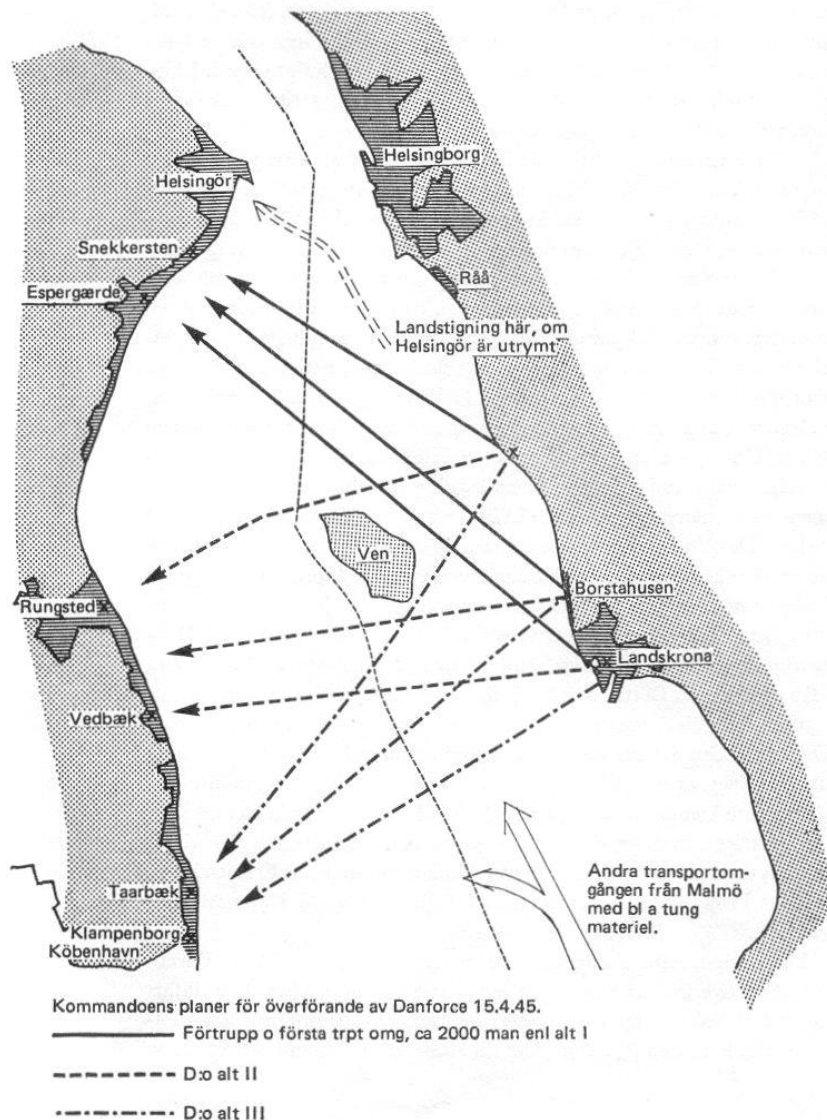 Helsingborg
Helsingör
Snekkersten
Råå
Espergærde
Landstigning här, om
Helsingör är utrymt
Ven
Borstahusen
Rungsted
Landskrona
Vedbæk
Andra transportom-
gången från Malmö
med bl a tung
materiel.
Taarbæk
Klampenborg
Köbenhavn
Kommandoens planer för överförande av Danforce 15.4.45.
Förtrupp o första trpt omg, ca 2000 man enl alt I
D:o alt II
D:o alt III